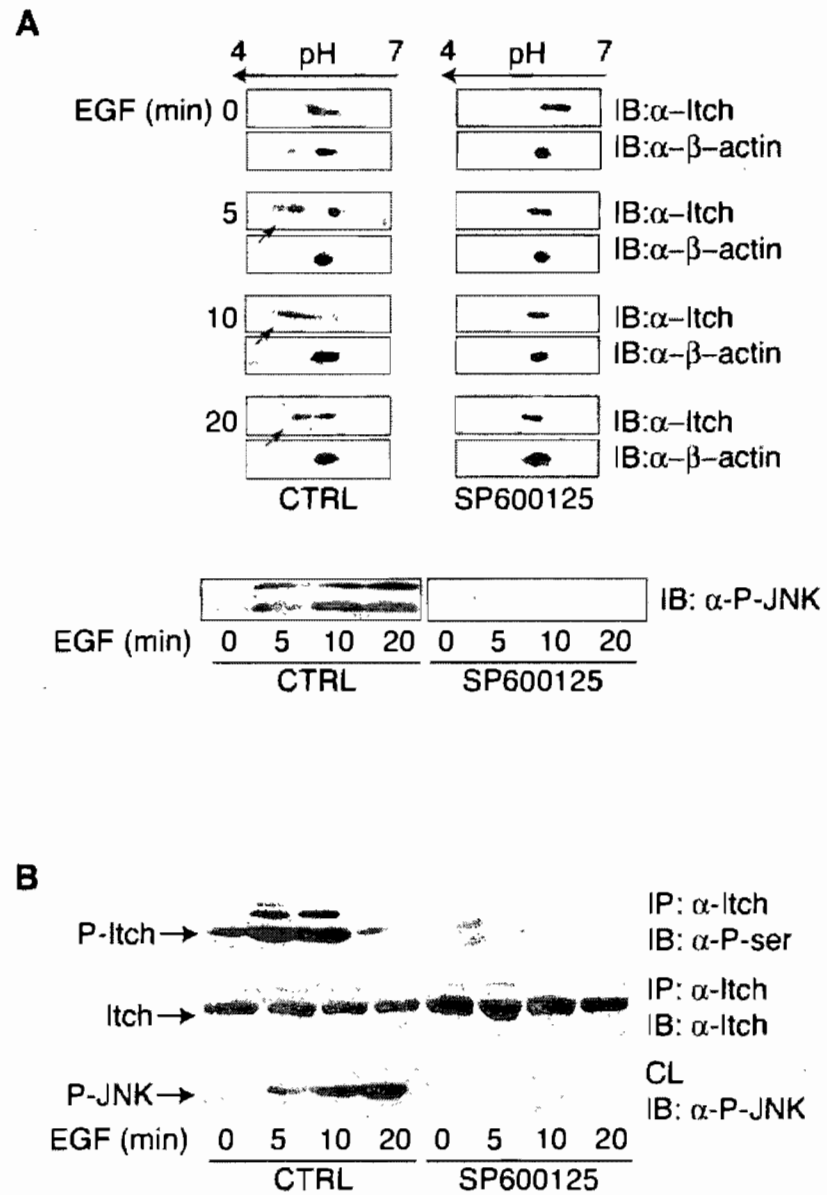 A
4 pH 7 4 pH 7
EGF (min) 0 IB:α–Itch
IB:α–β–actin
5 IB:α–Itch
IB:α–β–actin
10 IB:α–Itch
IB:α–β–actin
20 IB:α–Itch
IB:α–β–actin
CTRL SP600125
IB: α-P-JNK
EGF (min) 0 5 10 20 0 5 10 20
CTRL SP600125
B
P-Itch IP: α-Itch
IB: α-P-ser
Itch IP: α-Itch
IB: α-Itch
P-JNK CL
IB: α-P-JNK
EGF (min) 0 5 10 20 0 5 10 20
CTRL SP600125